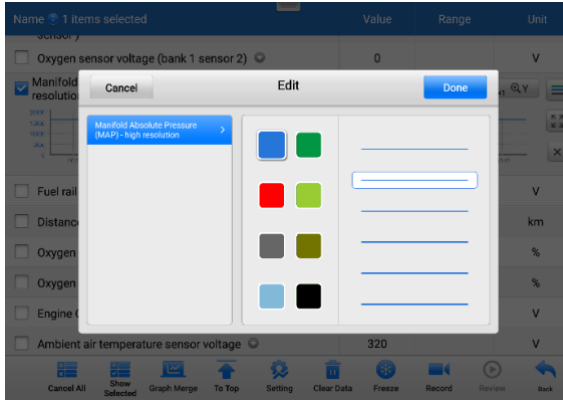 Name 1 items selected Value Range Unit
sensor )
Oxygen sensor voltage (bank 1 sensor 2) 0 V
Manifold
resolutio
Cancel Edit Done
Manifold Absolute Pressure
(MAP) - high resolution
Fuel rail V
Distanc km
Oxygen %
Oxygen %
Engine V
Ambient air temperature sensor voltage 320 V
Cancel All Show Selected Graph Merge To Top Setting Clear Data Freeze Record Review Back